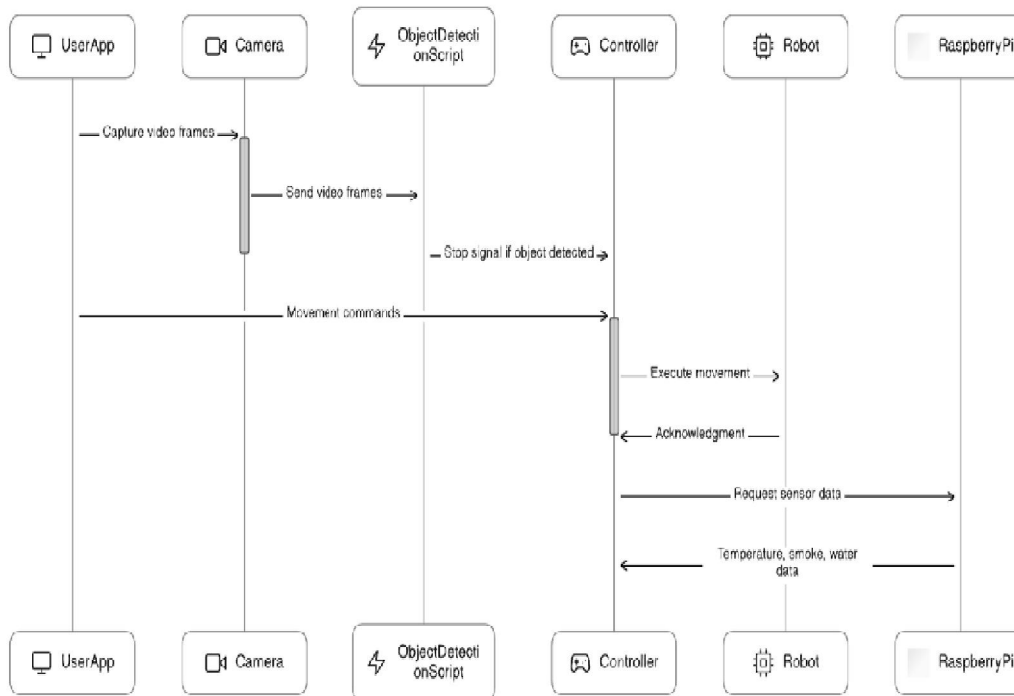 UserApp
Camera
ObjectDetecti
onScript
Controller
Robot
RaspberryPi
Capture video frames
Send video frames
Stop signal if object detected
Movement commands
Execute movement
Acknowledgment
Request sensor data
Temperature, smoke, water
data
UserApp
Camera
ObjectDetecti
onScript
Controller
Robot
RaspberryPi